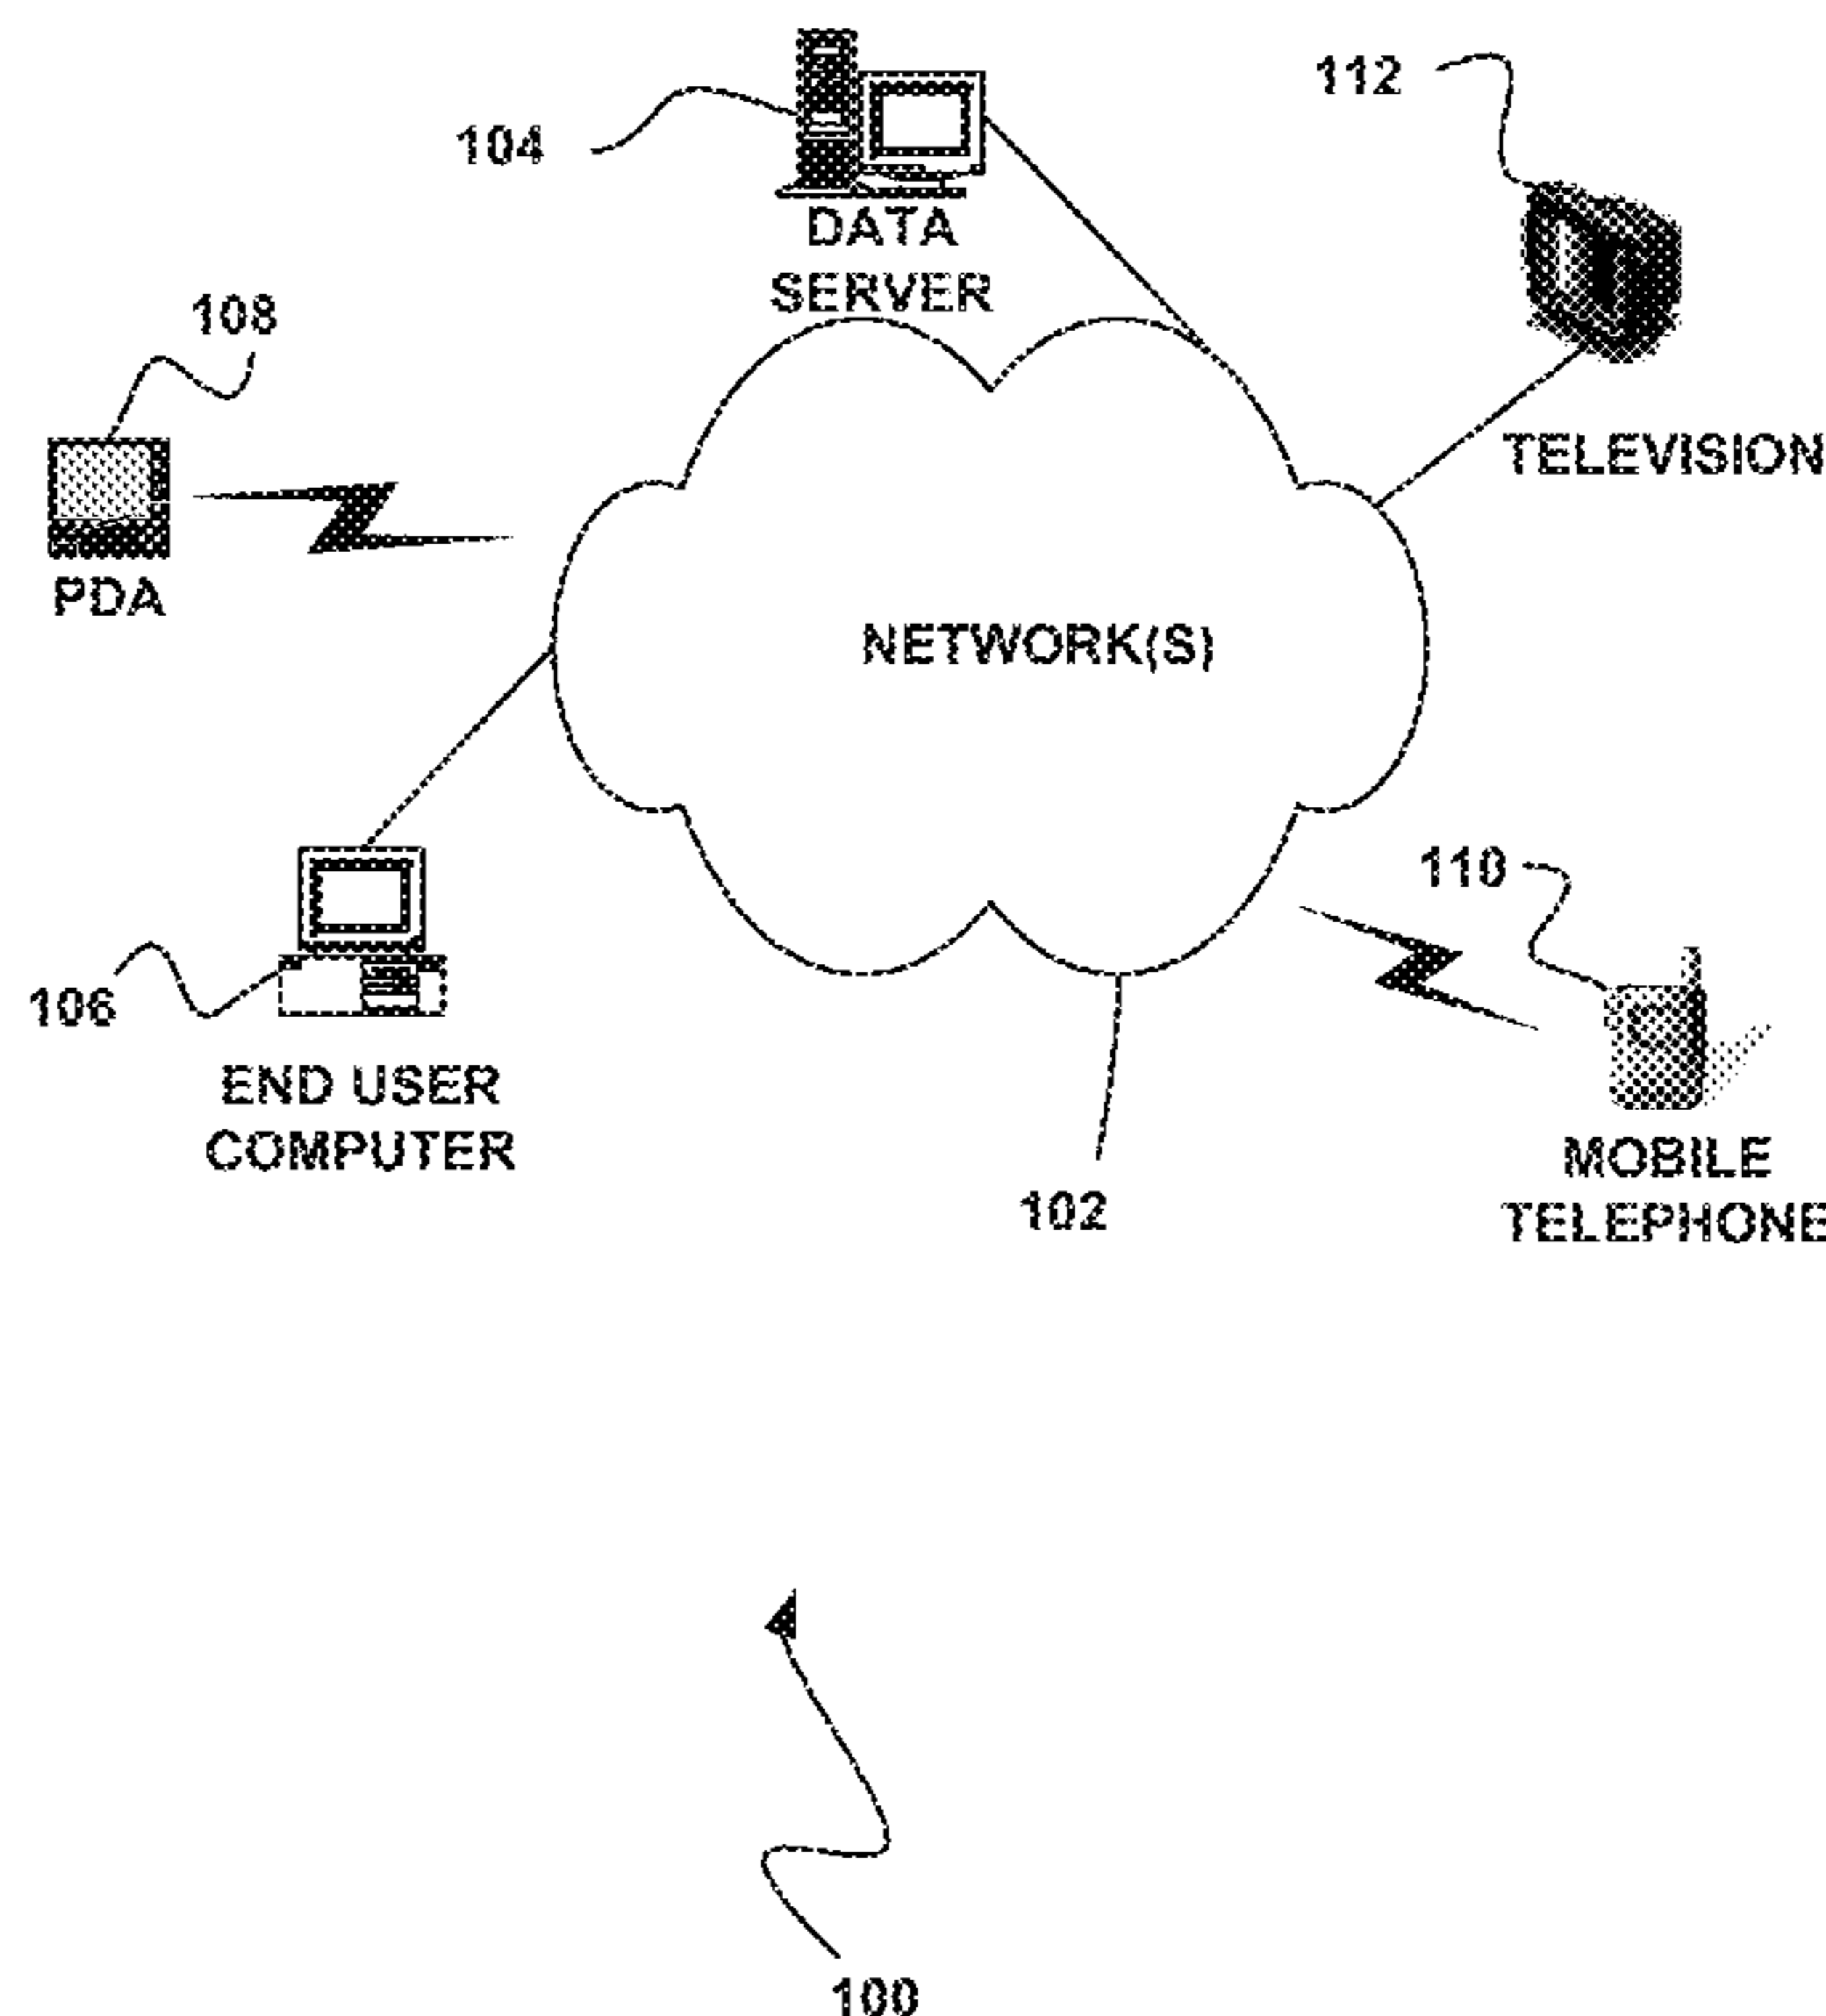 104
DATA
SERVER
112
TELEVISION
108
PDA
NETWORK(S)
106
END USER
COMPUTER
110
MOBILE
TELEPHONE
102
100